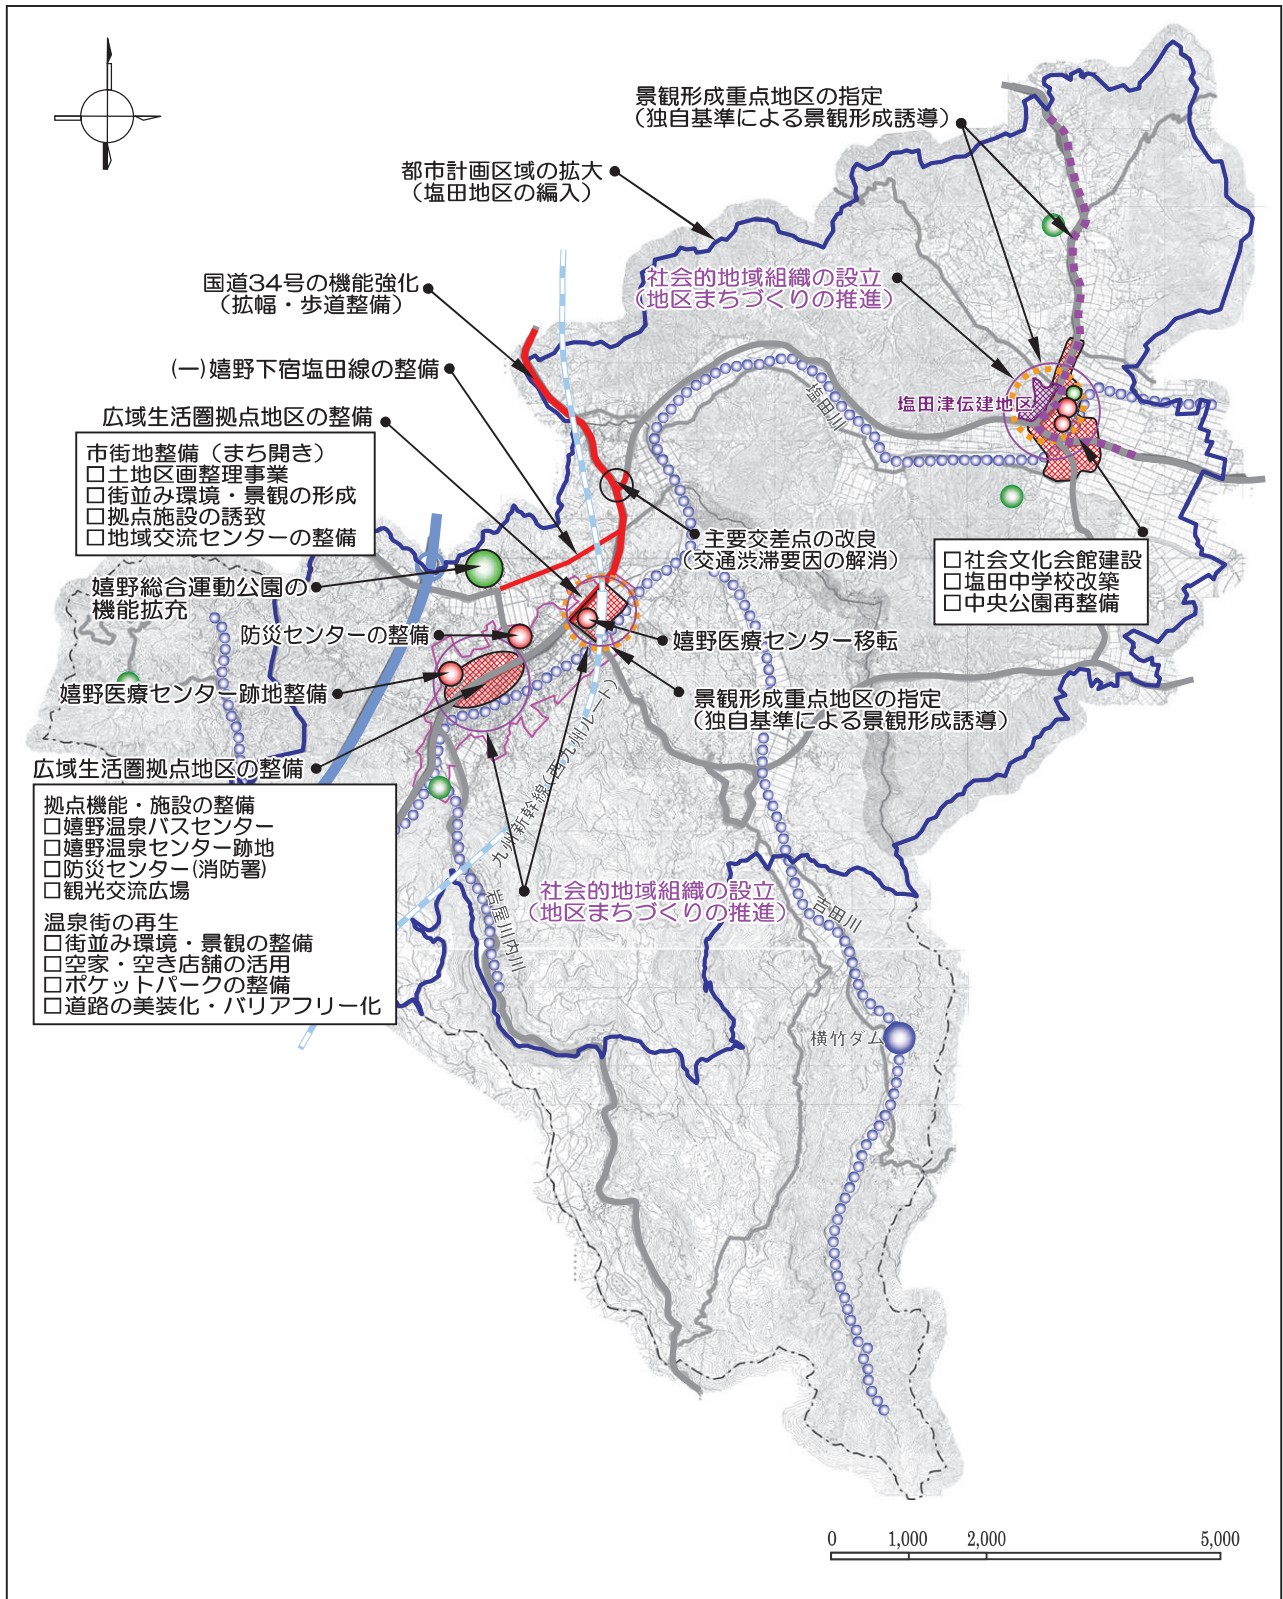 景観形成重点地区の指定
（独自基準による景観形成誘導）
都市計画区域の拡大
（塩田地区の編入）
国道34号の機能強化
（拡幅・歩道整備）
社会的地域組織の設立
（地区まちづくりの推進）
(一)嬉野下宿塩田線の整備
塩田川
塩田津伝建地区
広域生活圏拠点地区の整備
市街地整備（まち開き）
□土地区画整理事業
□街並み環境・景観の形成
□拠点施設の誘致
□地域交流センターの整備
主要交差点の改良
（交通渋滞要因の解消）
□社会文化会館建設
□塩田中学校改築
□中央公園再整備
嬉野総合運動公園の
機能拡充
防災センターの整備
嬉野医療センター移転
嬉野医療センター跡地整備
景観形成重点地区の指定
（独自基準による景観形成誘導）
九州新幹線（西九州ルート）
広域生活圏拠点地区の整備
拠点機能・施設の整備
□嬉野温泉バスセンター
□嬉野温泉センター跡地
□防災センター(消防署)
□観光交流広場
温泉街の再生
□街並み環境・景観の整備
□空家・空き店舗の活用
□ポケットパークの整備
□道路の美装化・バリアフリー化
社会的地域組織の設立
（地区まちづくりの推進）
岩屋川内川
吉田川
横竹ダム
0 1,000 2,000 5,000